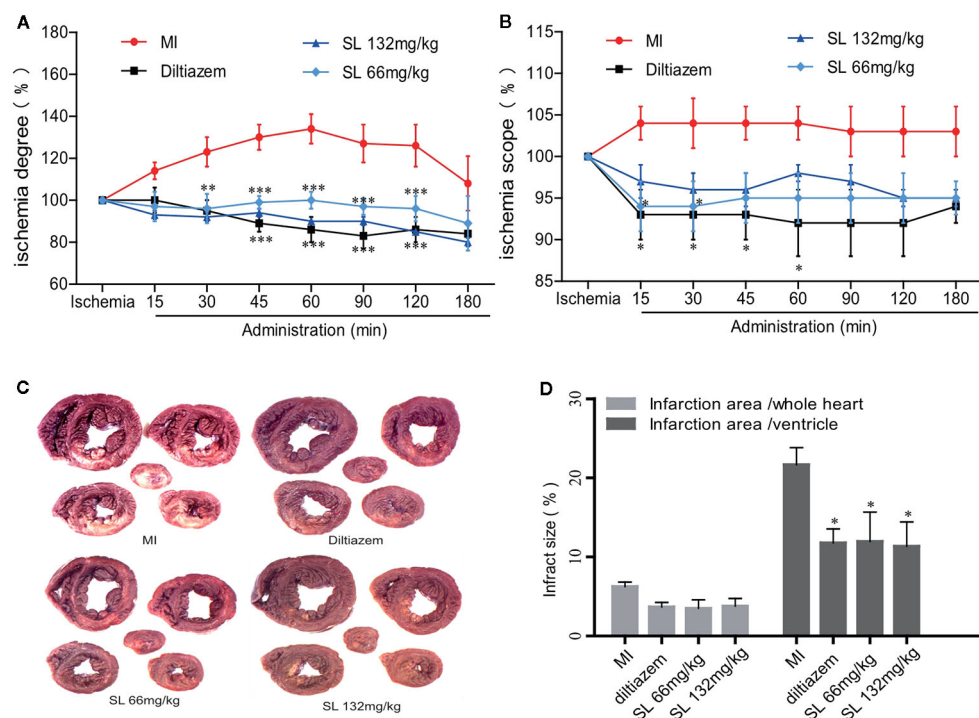 A
180
160
140
120
100
80
60
ischemia degree ( % )
MI
Diltiazem
SL 132mg/kg
SL 66mg/kg
** *** *** *** ***
*** *** *** ***
Ischemia 15 30 45 60 90 120 180
Administration (min)
B
115
110
105
100
95
90
85
ischemia scope ( % )
MI
Diltiazem
SL 132mg/kg
SL 66mg/kg
* *
* * * *
Ischemia 15 30 45 60 90 120 180
Administration (min)
C
MI
Diltiazem
SL 66mg/kg
SL 132mg/kg
D
30
20
10
0
Infract size ( % )
Infarction area /whole heart
Infarction area /ventricle
* * *
MI
diltiazem
SL 66mg/kg
SL 132mg/kg
MI
diltiazem
SL 66mg/kg
SL 132mg/kg